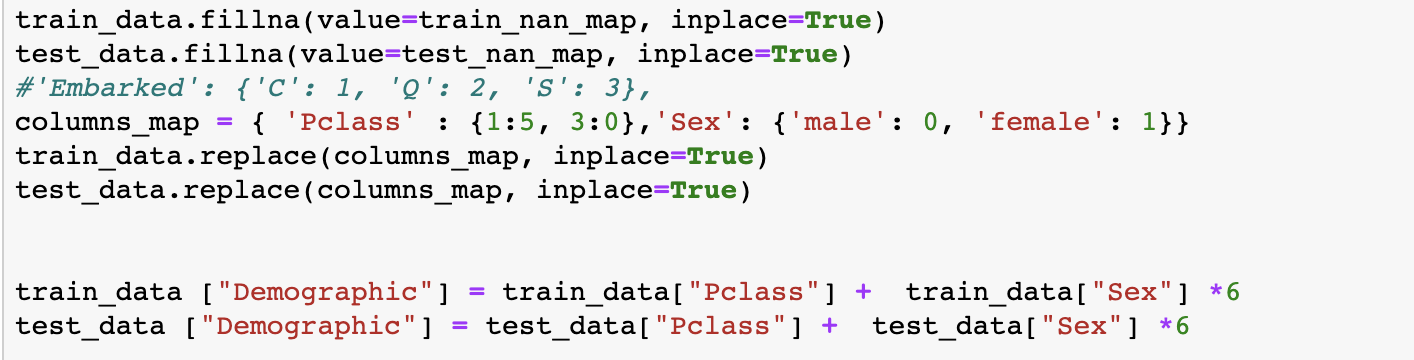 train_data.fillna(value=train_nan_map, inplace=True)
test_data.fillna(value=test_nan_map, inplace=True)
#'Embarked': {'C': 1, 'Q': 2, 'S': 3},
columns_map = { 'Pclass' : {1:5, 3:0},'Sex': {'male': 0, 'female': 1}}
train_data.replace(columns_map, inplace=True)
test_data.replace(columns_map, inplace=True)
train_data ["Demographic"] = train_data["Pclass"] +  train_data["Sex"] *6
test_data ["Demographic"] = test_data["Pclass"] +  test_data["Sex"] *6